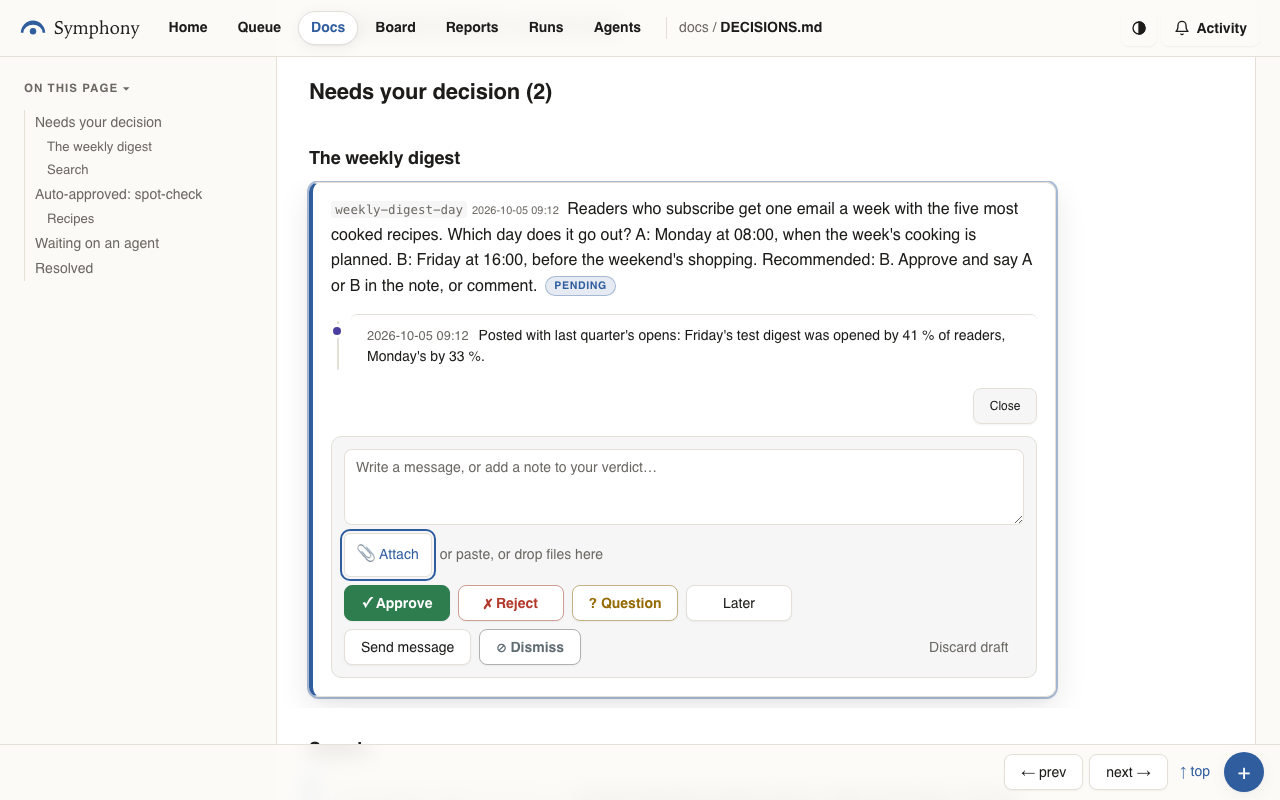 Symphony Home Queue Docs Board Reports Runs Agents docs / DECISIONS.md Activity
ON THIS PAGE
Needs your decision
The weekly digest
Search
Auto-approved: spot-check
Recipes
Waiting on an agent
Resolved
Needs your decision (2)
The weekly digest
weekly-digest-day 2026-10-05 09:12 Readers who subscribe get one email a week with the five most
cooked recipes. Which day does it go out? A: Monday at 08:00, when the week's cooking is
planned. B: Friday at 16:00, before the weekend's shopping. Recommended: B. Approve and say A
or B in the note, or comment. PENDING
2026-10-05 09:12 Posted with last quarter's opens: Friday's test digest was opened by 41 % of readers,
Monday's by 33 %.
Close
Write a message, or add a note to your verdict…
Attach or paste, or drop files here
✓ Approve ✗ Reject ? Question Later
Send message ⊘ Dismiss Discard draft
← prev next → ↑ top +